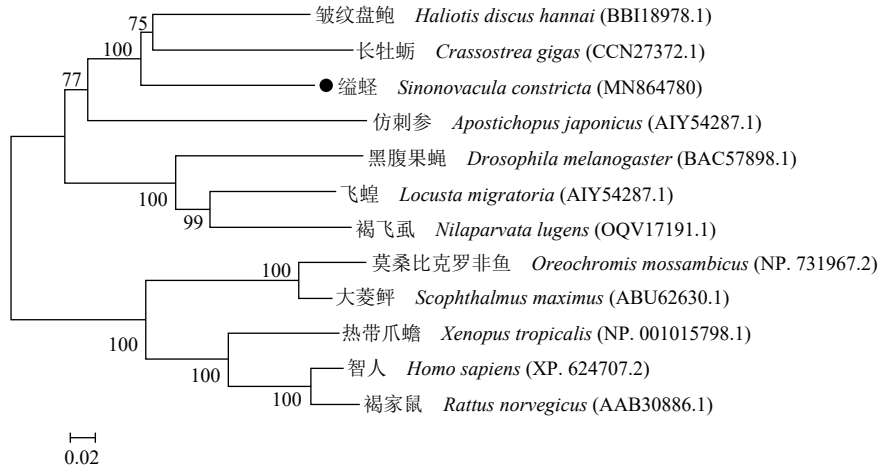 皱纹盘鲍 Haliotis discus hannai (BBI18978.1)
75
长牡蛎 Crassostrea gigas (CCN27372.1)
100
77
缢蛏 Sinonovacula constricta (MN864780)
仿刺参 Apostichopus japonicus (AIY54287.1)
黑腹果蝇 Drosophila melanogaster (BAC57898.1)
100
飞蝗 Locusta migratoria (AIY54287.1)
99
褐飞虱 Nilaparvata lugens (OQV17191.1)
莫桑比克罗非鱼 Oreochromis mossambicus (NP. 731967.2)
100
大菱鲆 Scophthalmus maximus (ABU62630.1)
热带爪蟾 Xenopus tropicalis (NP. 001015798.1)
100
智人 Homo sapiens (XP. 624707.2)
100
100
褐家鼠 Rattus norvegicus (AAB30886.1)
0.02